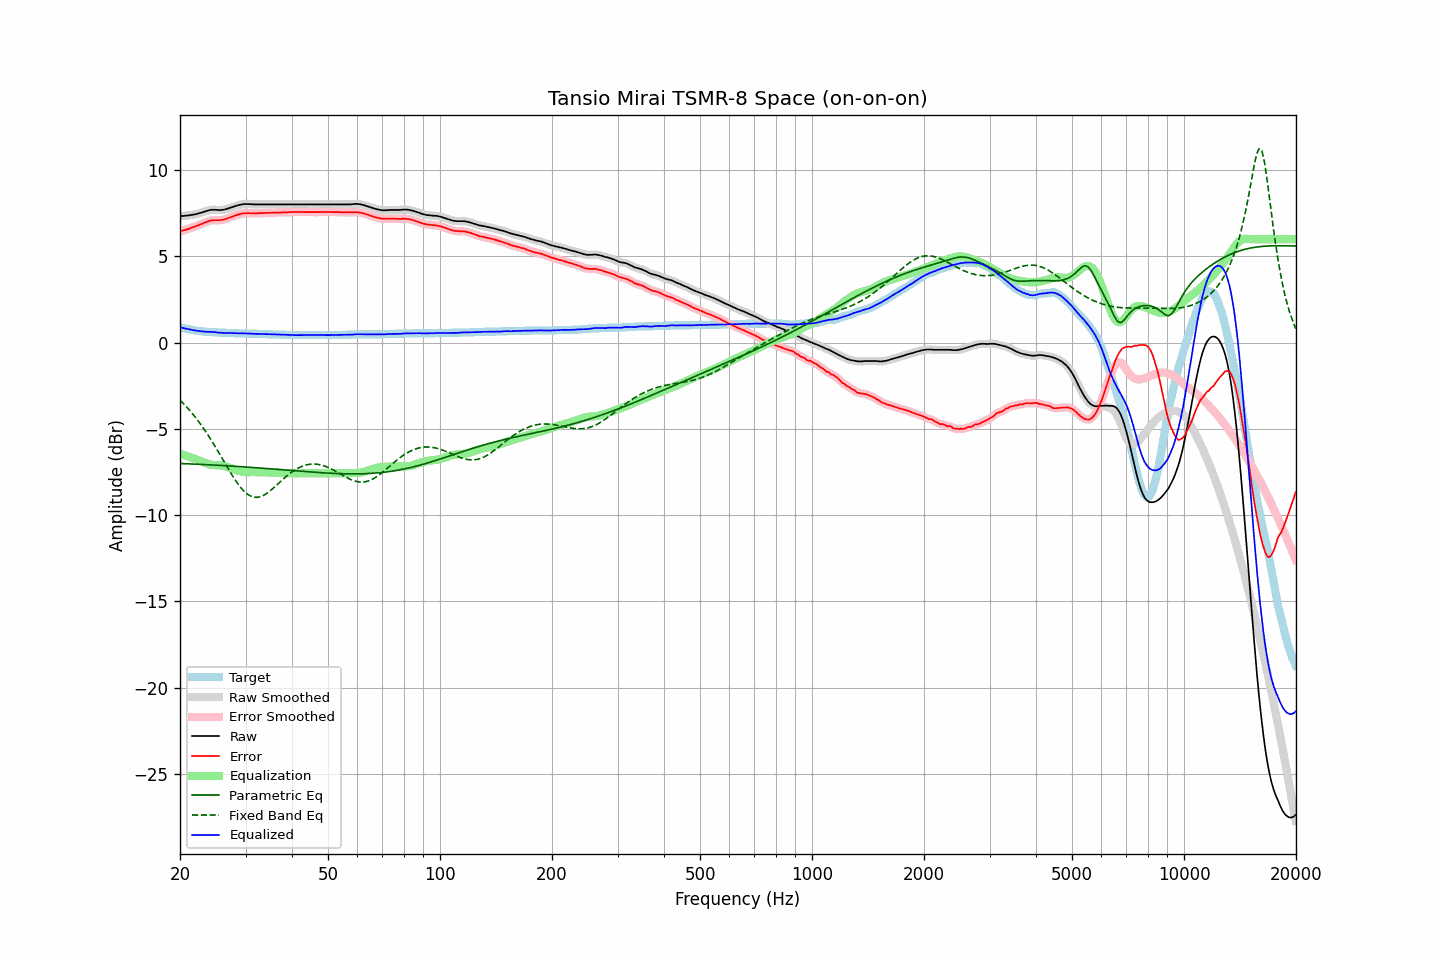 Tansio Mirai TSMR-8 Space (on-on-on)
Amplitude (dBr)
10
5
0
−5
−10
−15
−20
−25
Target
Raw Smoothed
Error Smoothed
Raw
Error
Equalization
Parametric Eq
Fixed Band Eq
Equalized
20 50 100 200 500 1000 2000 5000 10000 20000
Frequency (Hz)